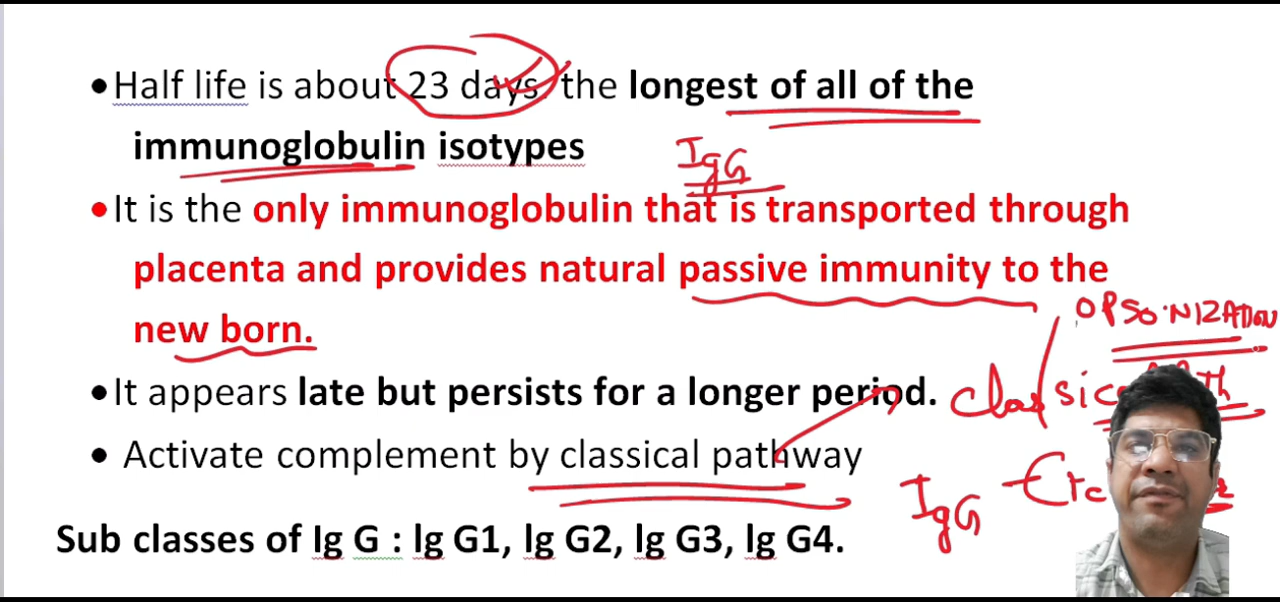 •Half life is about 23 days, the longest of all of the
immunoglobulin isotypes
IgG
•It is the only immunoglobulin that is transported through
placenta and provides natural passive immunity to the
new born.
OPSONIZATION
•It appears late but persists for a longer period.
• Activate complement by classical pathway
IgG
Sub classes of Ig G : Ig G1, Ig G2, Ig G3, Ig G4.